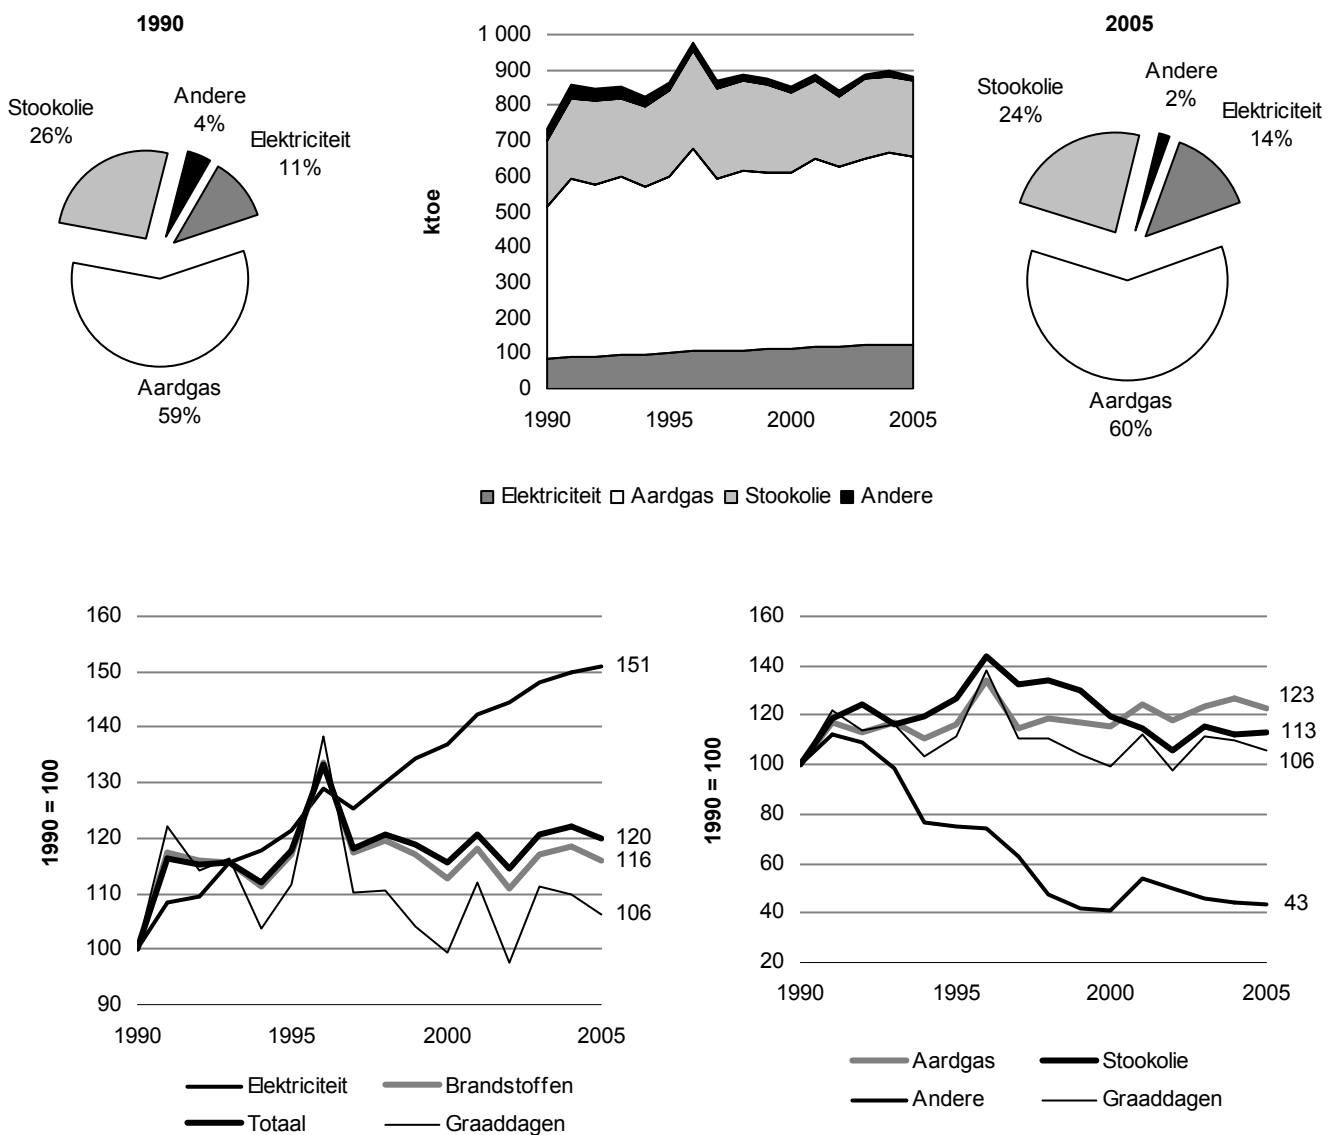 1990
Stookolie
26%
Andere
4%
Elektriciteit
11%
Aardgas
59%
ktoe
1 000
900
800
700
600
500
400
300
200
100
0
1990
1995
2000
2005
2005
Stookolie
24%
Andere
2%
Elektriciteit
14%
Aardgas
60%
Elektriciteit
Aardgas
Stookolie
Andere
1990 = 100
160
150
140
130
120
110
100
90
151
120
116
106
1990
1995
2000
2005
Elektriciteit
Brandstoffen
Totaal
Graaddagen
1990 = 100
160
140
120
100
80
60
40
20
123
113
106
43
1990
1995
2000
2005
Aardgas
Stookolie
Andere
Graaddagen